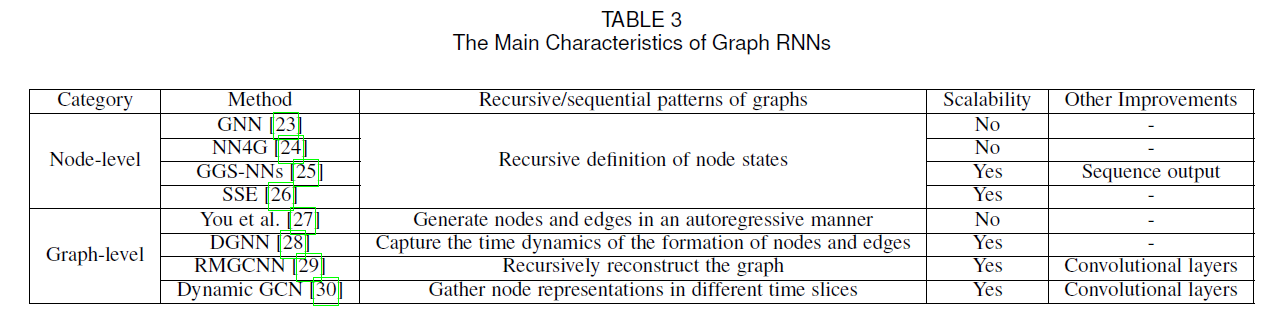 TABLE 3
The Main Characteristics of Graph RNNs
Category Method Recursive/sequential patterns of graphs Scalability Other Improvements
Node-level GNN [23] Recursive definition of node states No -
NN4G [24] No -
GGS-NNs [25] Yes Sequence output
SSE [26] Yes -
Graph-level You et al. [27] Generate nodes and edges in an autoregressive manner No -
DGNN [28] Capture the time dynamics of the formation of nodes and edges Yes -
RMGCNN [29] Recursively reconstruct the graph Yes Convolutional layers
Dynamic GCN [30] Gather node representations in different time slices Yes Convolutional layers